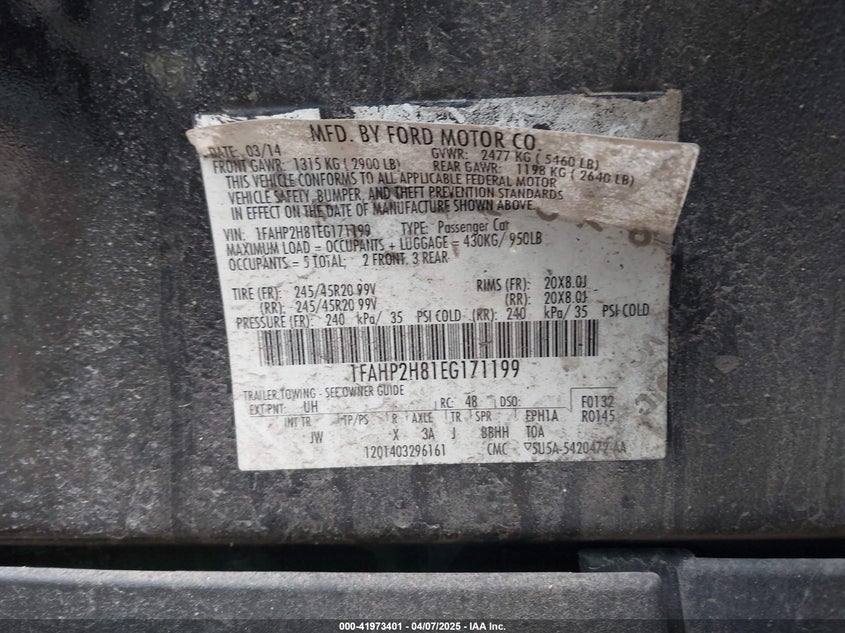 MFD. BY FORD MOTOR CO.
DATE: 03/14 GVWR: 2477 KG ( 5460 LB)
FRONT GAWR: 1315 KG ( 2900 LB) REAR GAWR: 1198 KG ( 2640 LB)
THIS VEHICLE CONFORMS TO ALL APPLICABLE FEDERAL MOTOR
VEHICLE SAFETY, BUMPER, AND THEFT PREVENTION STANDARDS
IN EFFECT ON THE DATE OF MANUFACTURE SHOWN ABOVE
VIN: 1FAHP2H81EG171199 TYPE: Passenger Car
MAXIMUM LOAD = OCCUPANTS + LUGGAGE = 430KG/ 950LB
OCCUPANTS = 5 TOTAL, 2 FRONT, 3 REAR
TIRE (FR): 245/45R20 99V RIMS (FR): 20X8.0J
(RR): 245/45R20 99V (RR): 20X8.0J
PRESSURE (FR): 240 kPa/ 35 PSI COLD (RR): 240 kPa/ 35 PSI COLD
1FAHP2H81EG171199
TRAILER TOWING - SEE OWNER GUIDE
EXT PNT: UH RC: 48 DSO: F0132
INT TR TP/PS R AXLE TR SPR EPH1A R0145
JW X 3A J BBHH TOA
1201403296161 CMC - ▽5U5A-5420472-AA
000-41973401 - 04/07/2025 - IAA Inc.